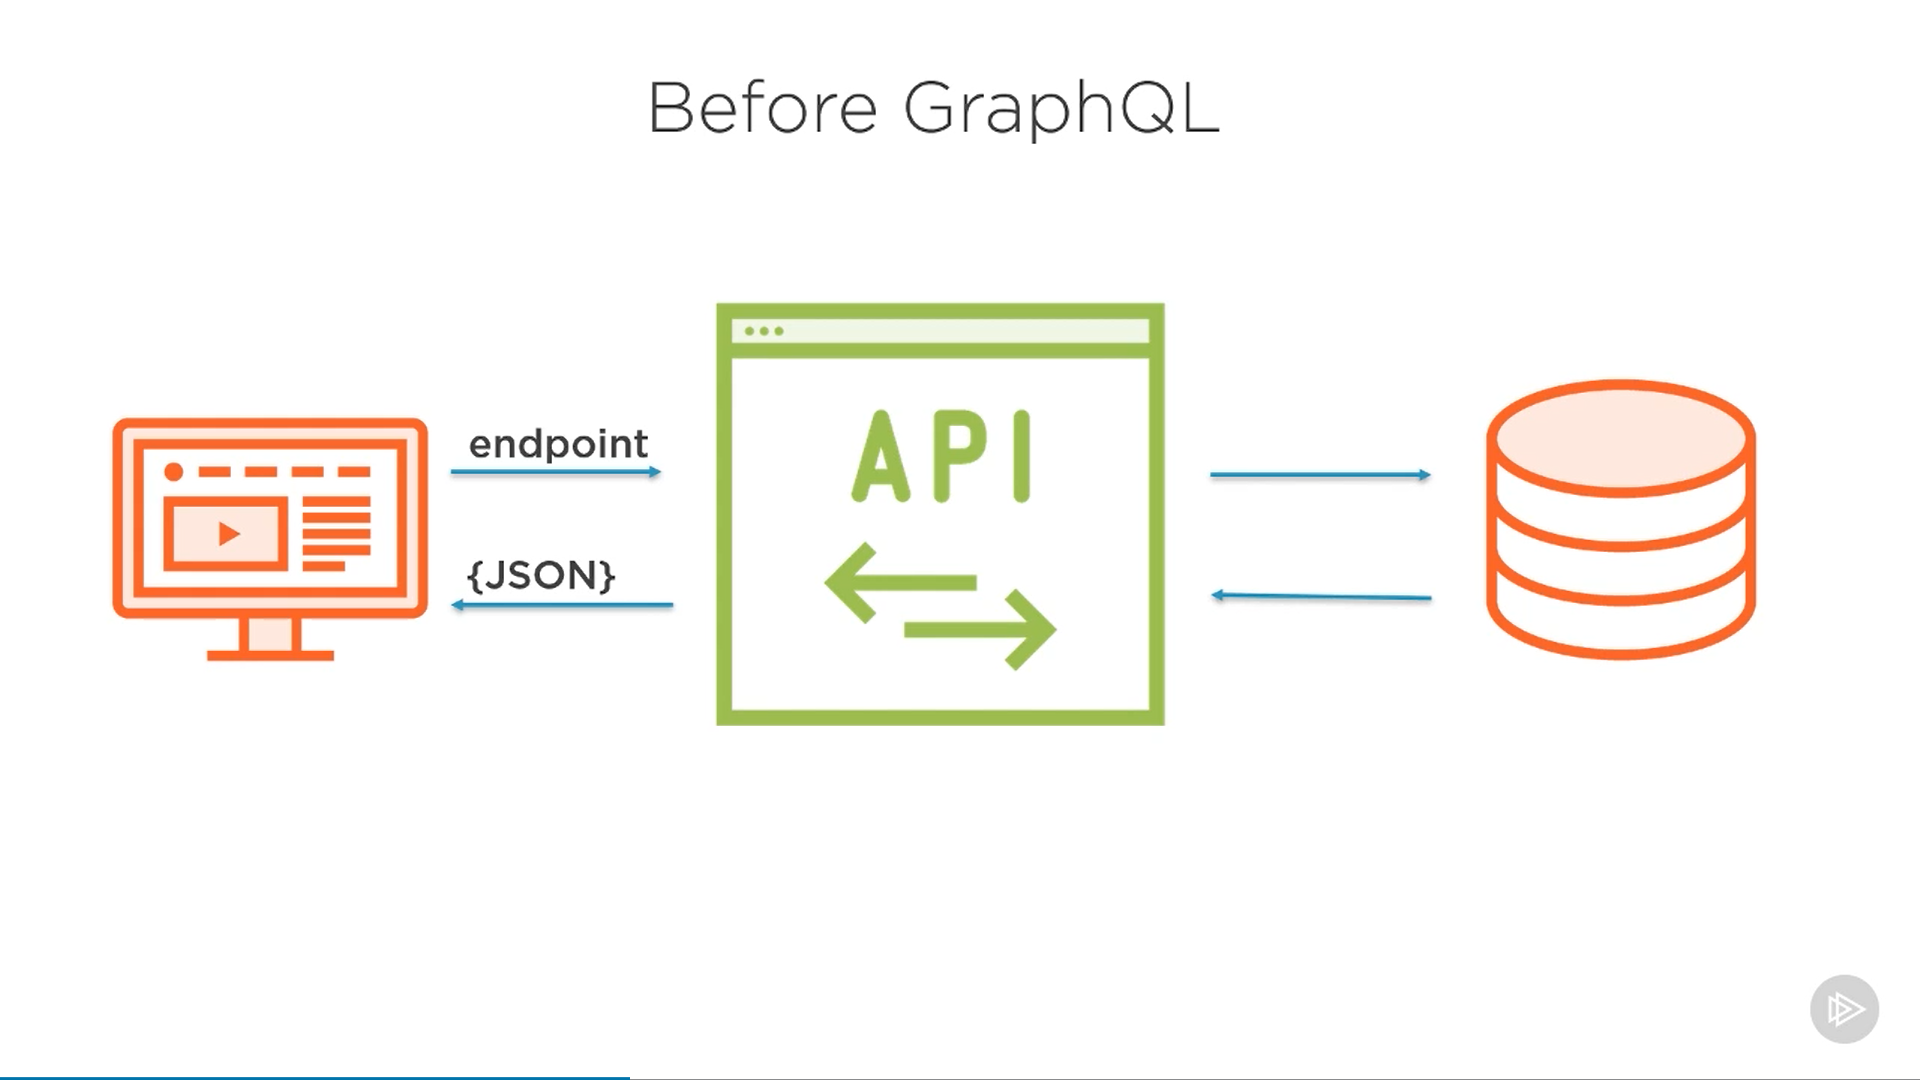 Before GraphQL
endpoint
API
{JSON}